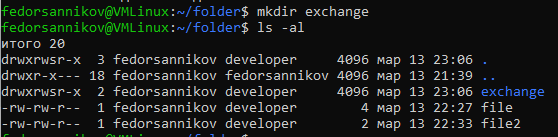 fedorsannikov@VMLinux:~/folder$ mkdir exchange
fedorsannikov@VMLinux:~/folder$ ls -al
итого 20
drwxrwsr-x  3 fedorsannikov developer     4096 мар 13 23:06 .
drwxr-x--- 18 fedorsannikov fedorsannikov 4096 мар 13 21:39 ..
drwxrwsr-x  2 fedorsannikov developer     4096 мар 13 23:06 exchange
-rw-rw-r--  1 fedorsannikov developer        4 мар 13 22:27 file
-rw-rw-r--  1 fedorsannikov developer        2 мар 13 22:33 file2